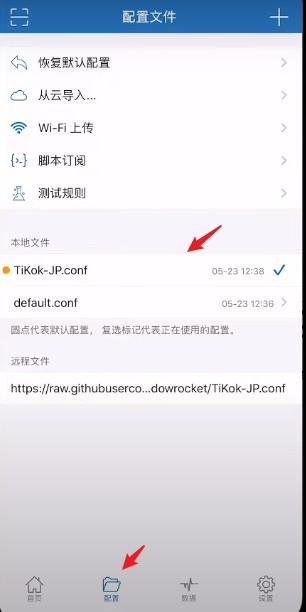 配置文件
恢复默认配置
从云导入...
Wi-Fi 上传
脚本订阅
测试规则
本地文件
TiKok-JP.conf 05-23 12:38
default.conf 05-23 12:36
圆点代表默认配置，复选标记代表正在使用的配置。
远程文件
https://raw.githubuserco...dowrocket/TiKok-JP.conf
首页 配置 数据 设置